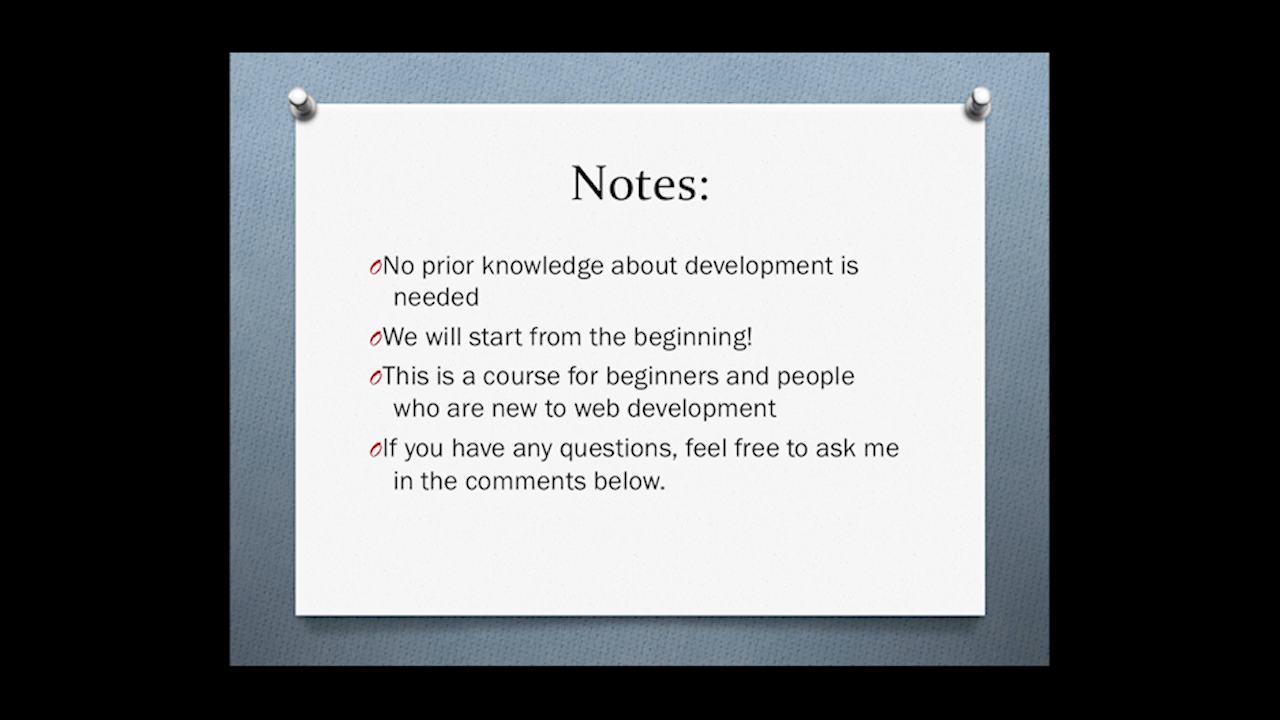 Notes:
No prior knowledge about development is
needed
We will start from the beginning!
This is a course for beginners and people
who are new to web development
If you have any questions, feel free to ask me
in the comments below.